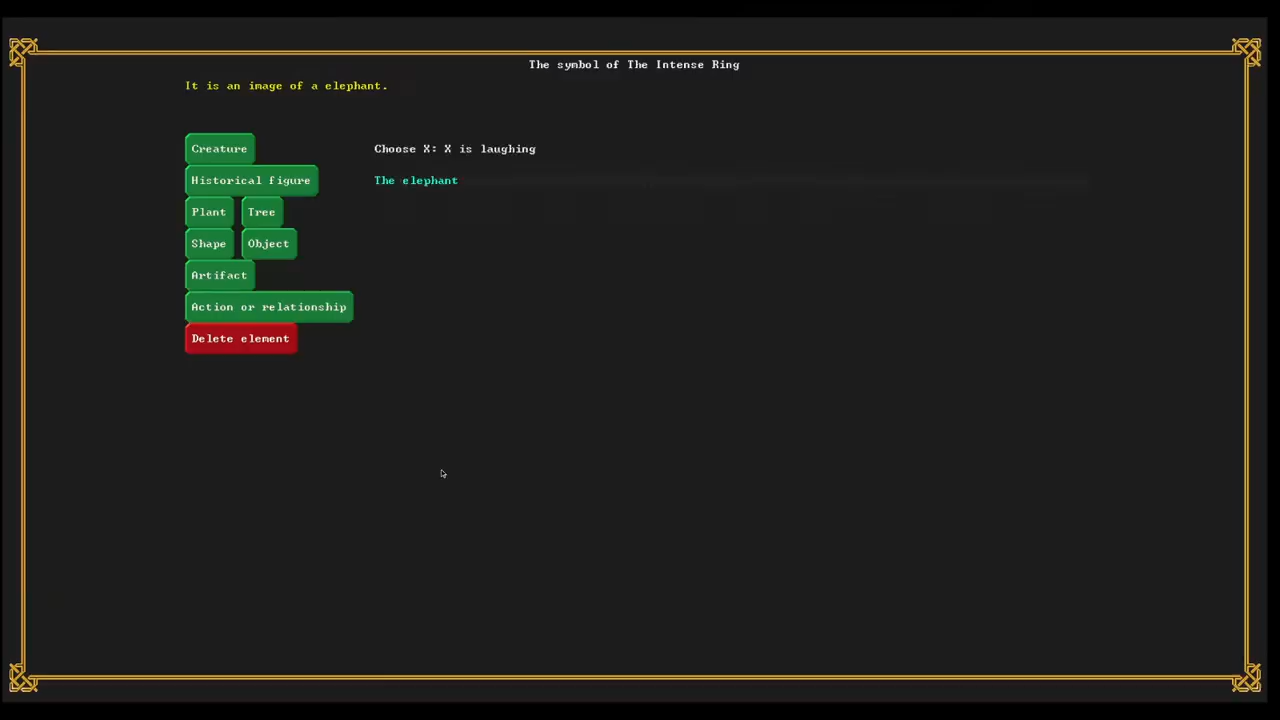 The symbol of The Intense Ring
It is an image of a elephant.
Creature
Choose X: X is laughing
Historical figure
The elephant
Plant Tree
Shape Object
Artifact
Action or relationship
Delete element